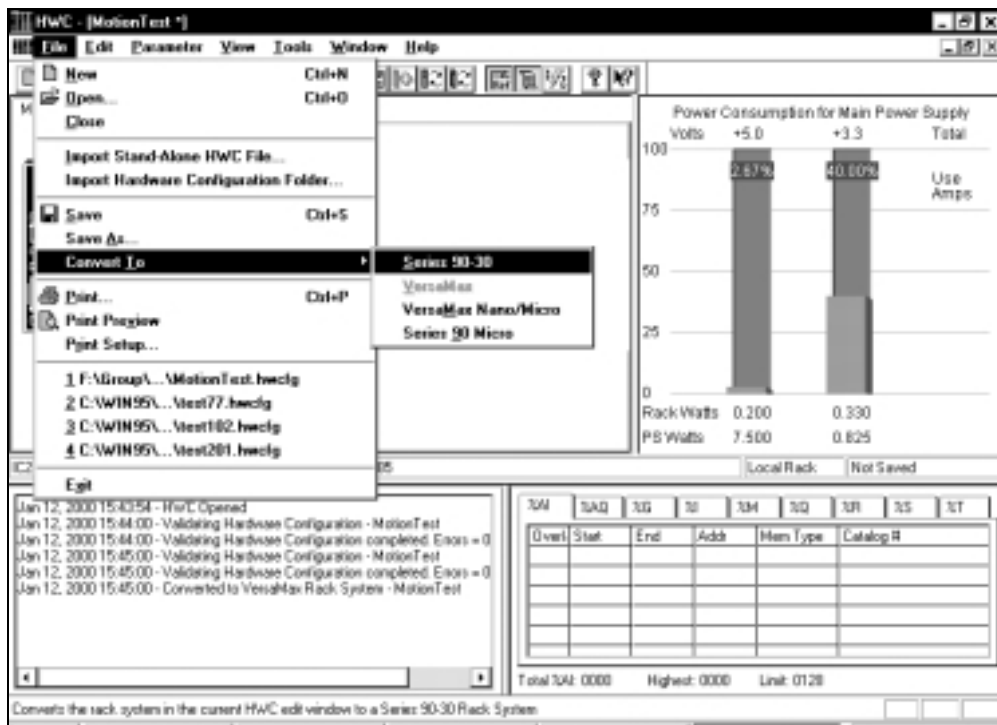 HWC - [MotionTest *]
File Edit Parameter View Tools Window Help
New Ctrl+N
Open... Ctrl+O
Close
Import Stand-Alone HWC File...
Import Hardware Configuration Folder...
Save Ctrl+S
Save As...
Convert To
Print... Ctrl+P
Print Preview
Print Setup...
1 F:\Group\...\MotionTest.hwcfg
2 C:\WIN95\...\test77.hwcfg
3 C:\WIN95\...\test102.hwcfg
4 C:\WIN95\...\test201.hwcfg
Exit
Series 90-30
VersaMax
VersaMax Nano/Micro
Series 90 Micro
Power Consumption for Main Power Supply
Volts +5.0 +3.3 Total
100
2.67% 40.00%
Use
Amps
75
50
25
0
Rack Watts 0.200 0.330
PS Watts 7.500 0.825
Local Rack Not Saved
Jan 12, 2000 15:43:54 - HWC Opened
Jan 12, 2000 15:44:00 - Validating Hardware Configuration - MotionTest
Jan 12, 2000 15:44:00 - Validating Hardware Configuration completed. Errors = 0
Jan 12, 2000 15:45:00 - Validating Hardware Configuration - MotionTest
Jan 12, 2000 15:45:00 - Validating Hardware Configuration completed. Errors = 0
Jan 12, 2000 15:45:00 - Converted to VersaMax Rack System - MotionTest
%AI %AQ %G %I %M %Q %R %S %T
Overl Start End Addr Mem Type Catalog #
Total %AI: 0000 Highest: 0000 Limit: 0128
Converts the rack system in the current HWC edit window to a Series 90-30 Rack System